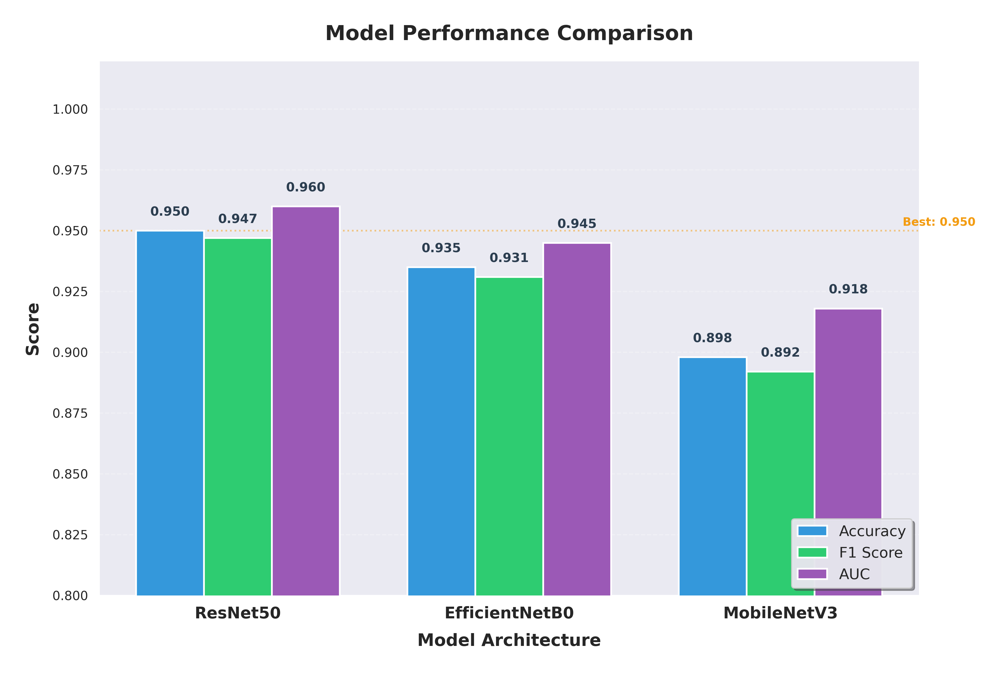 Model Performance Comparison
Score
1.000
0.975
0.950
0.925
0.900
0.875
0.850
0.825
0.800
0.950
0.947
0.960
0.935
0.931
0.945
0.898
0.892
0.918
Best: 0.950
Accuracy
F1 Score
AUC
ResNet50
EfficientNetB0
MobileNetV3
Model Architecture